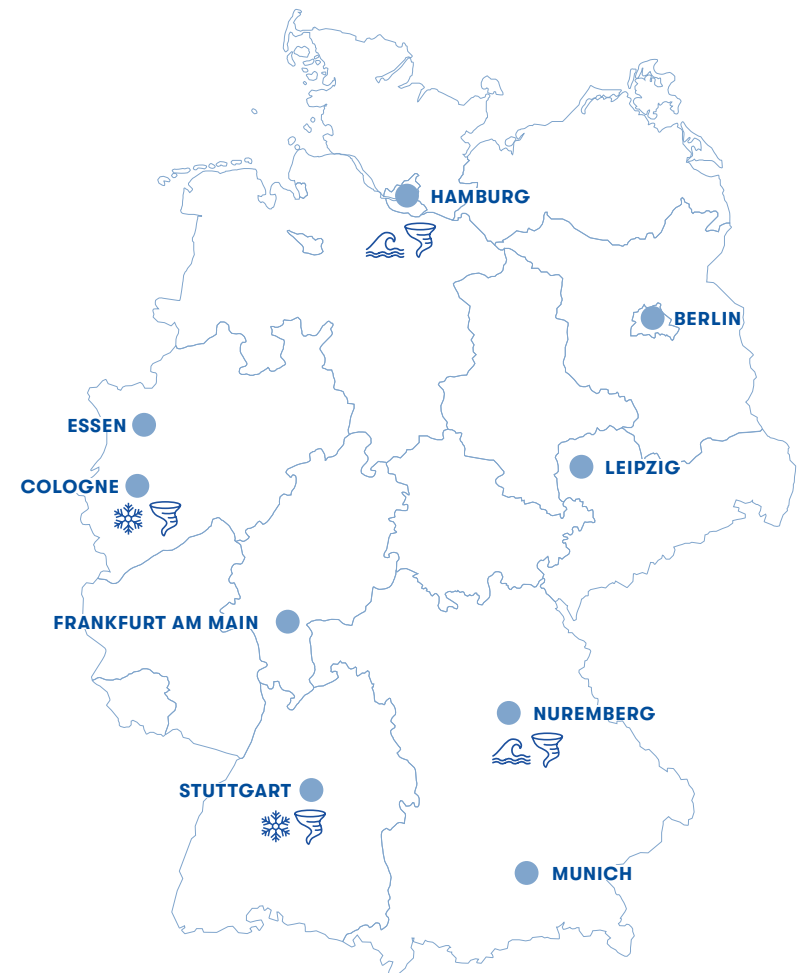 HAMBURG
BERLIN
ESSEN
LEIPZIG
COLOGNE
FRANKFURT AM MAIN
NUREMBERG
STUTTGART
MUNICH